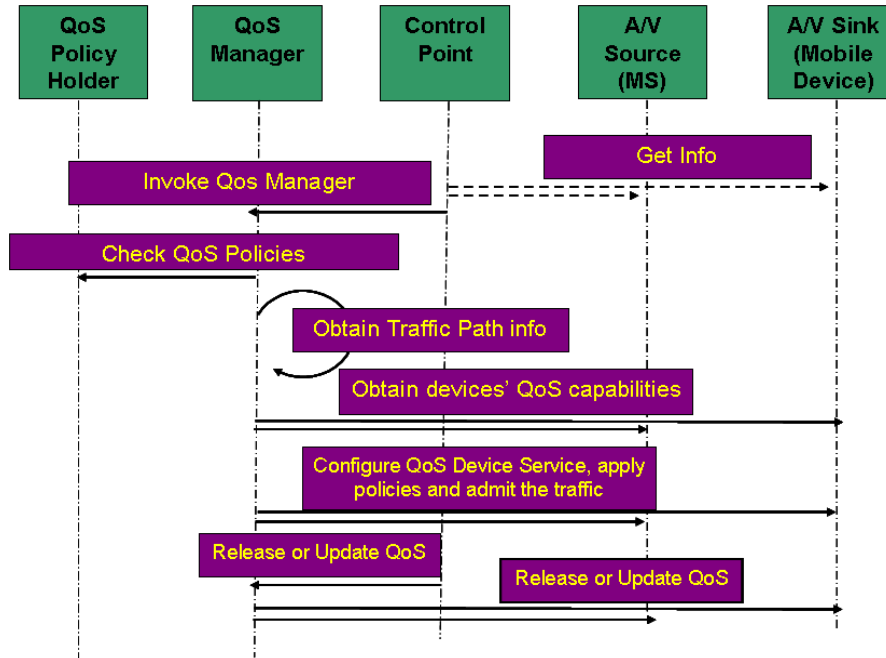 QoS
Policy
Holder
QoS
Manager
Control
Point
A/V
Source
(MS)
A/V Sink
(Mobile
Device)
Get Info
Invoke Qos Manager
Check QoS Policies
Obtain Traffic Path info
Obtain devices' QoS capabilities
Configure QoS Device Service, apply
policies and admit the traffic
Release or Update QoS
Release or Update QoS